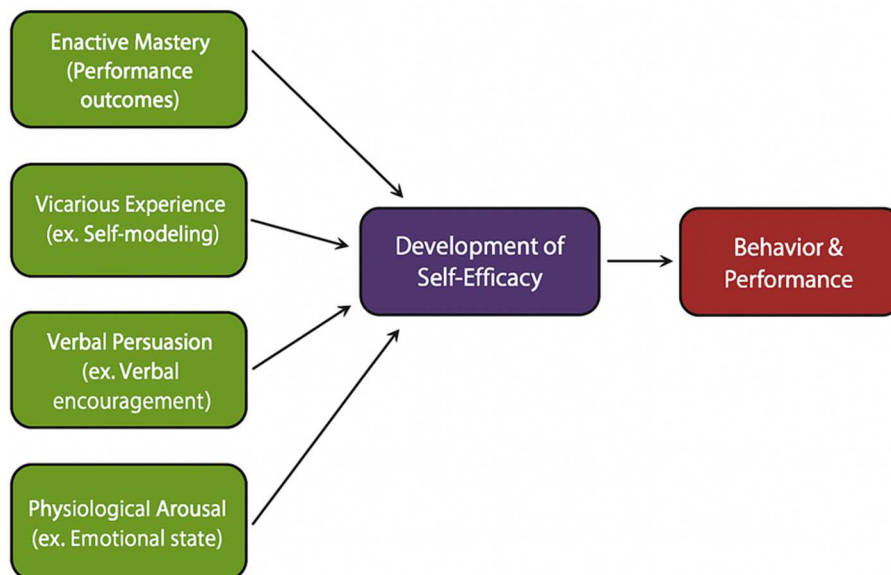 Enactive Mastery
(Performance
outcomes)
Vicarious Experience
(ex. Self-modeling)
Verbal Persuasion
(ex. Verbal
encouragement)
Physiological Arousal
(ex. Emotional state)
Development of
Self-Efficacy
Behavior &
Performance